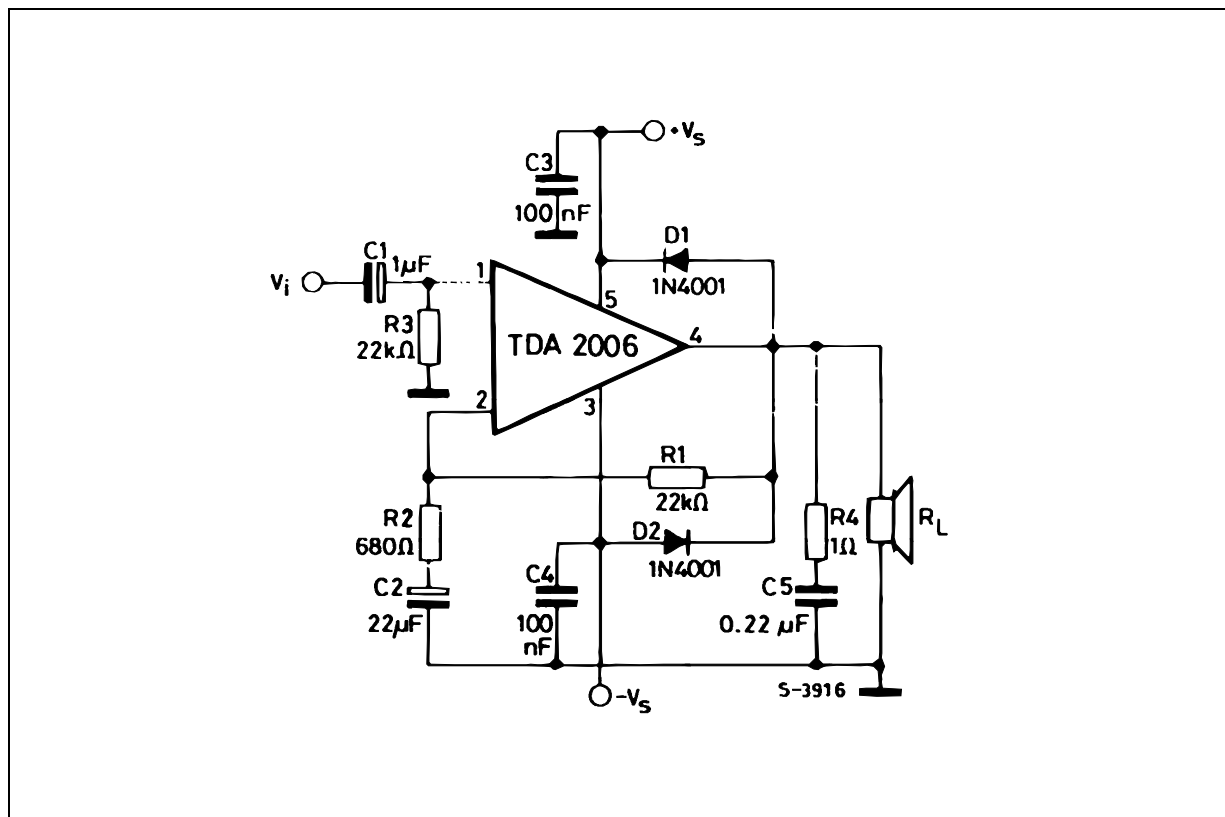 +Vs
C3
100 nF
D1
1N4001
C1
1µF
Vi
1
5
R3
22kΩ
TDA 2006
4
2
3
R1
22kΩ
R2
680Ω
D2
1N4001
R4
1Ω
RL
C2
22µF
C4
100
nF
C5
0.22 µF
S-3916
-Vs